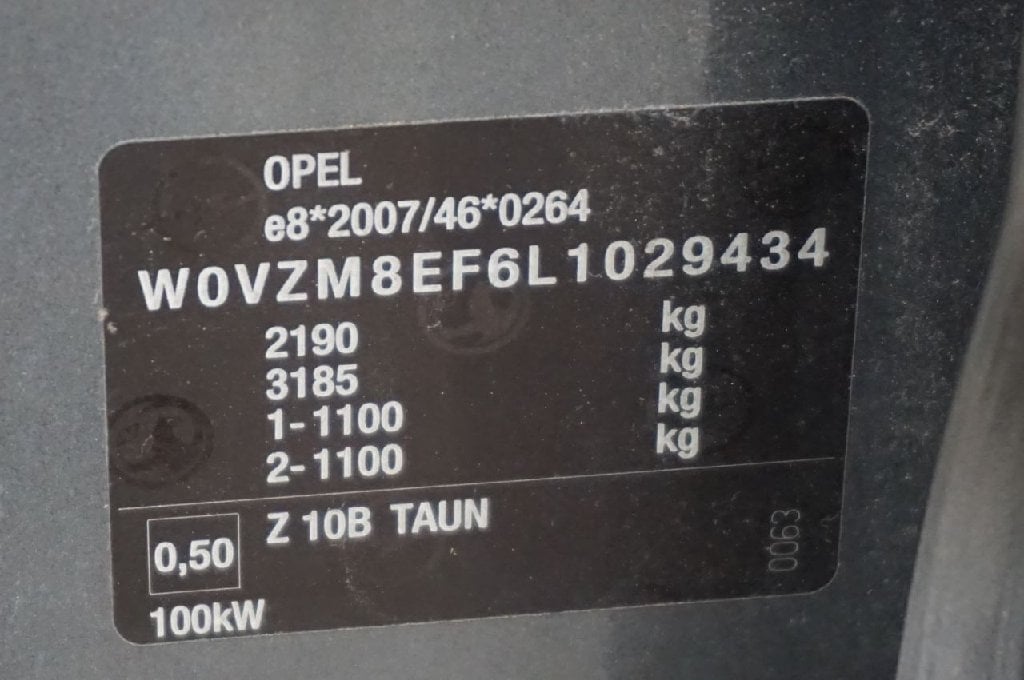 OPEL
e8*2007/46*0264
W0VZM8EF6L1029434
2190 kg
3185 kg
1-1100 kg
2-1100 kg
0,50 Z 10B TAUN
100kW
0063